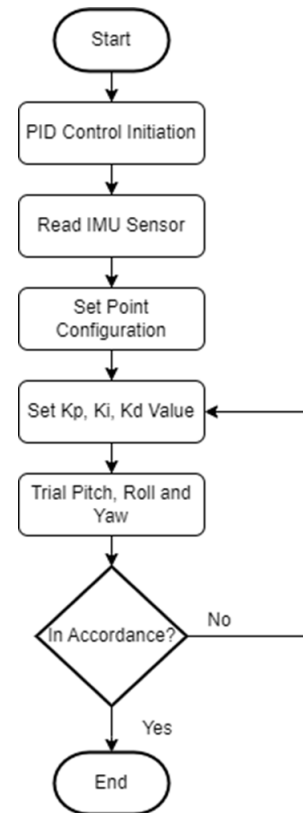 Start
PID Control Initiation
Read IMU Sensor
Set Point
Configuration
Set Kp, Ki, Kd Value
Trial Pitch, Roll and
Yaw
In Accordance?
No
Yes
End